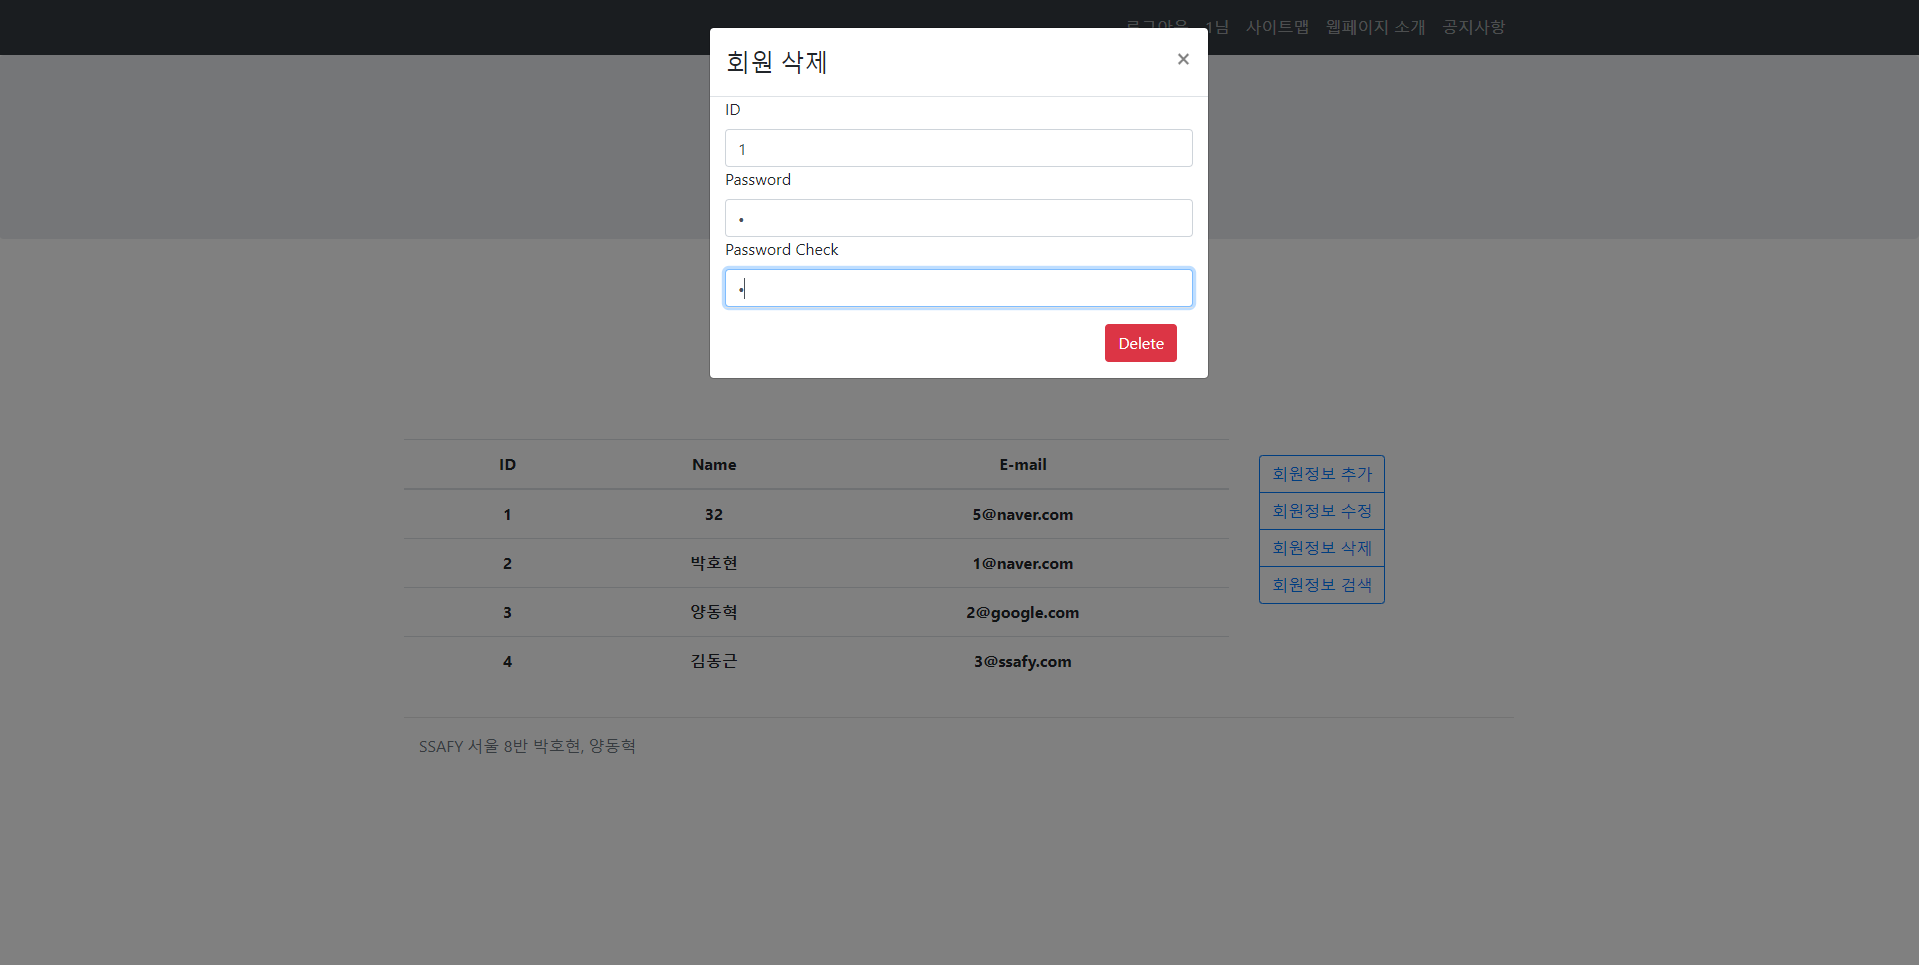 로그아웃 1님 사이트맵 웹페이지 소개 공지사항
회원 삭제 ×
ID
1
Password
•
Password Check
•
Delete
ID Name E-mail
1 32 5@naver.com
2 박호현 1@naver.com
3 양동혁 2@google.com
4 김동근 3@ssafy.com
회원정보 추가
회원정보 수정
회원정보 삭제
회원정보 검색
SSAFY 서울 8반 박호현, 양동혁